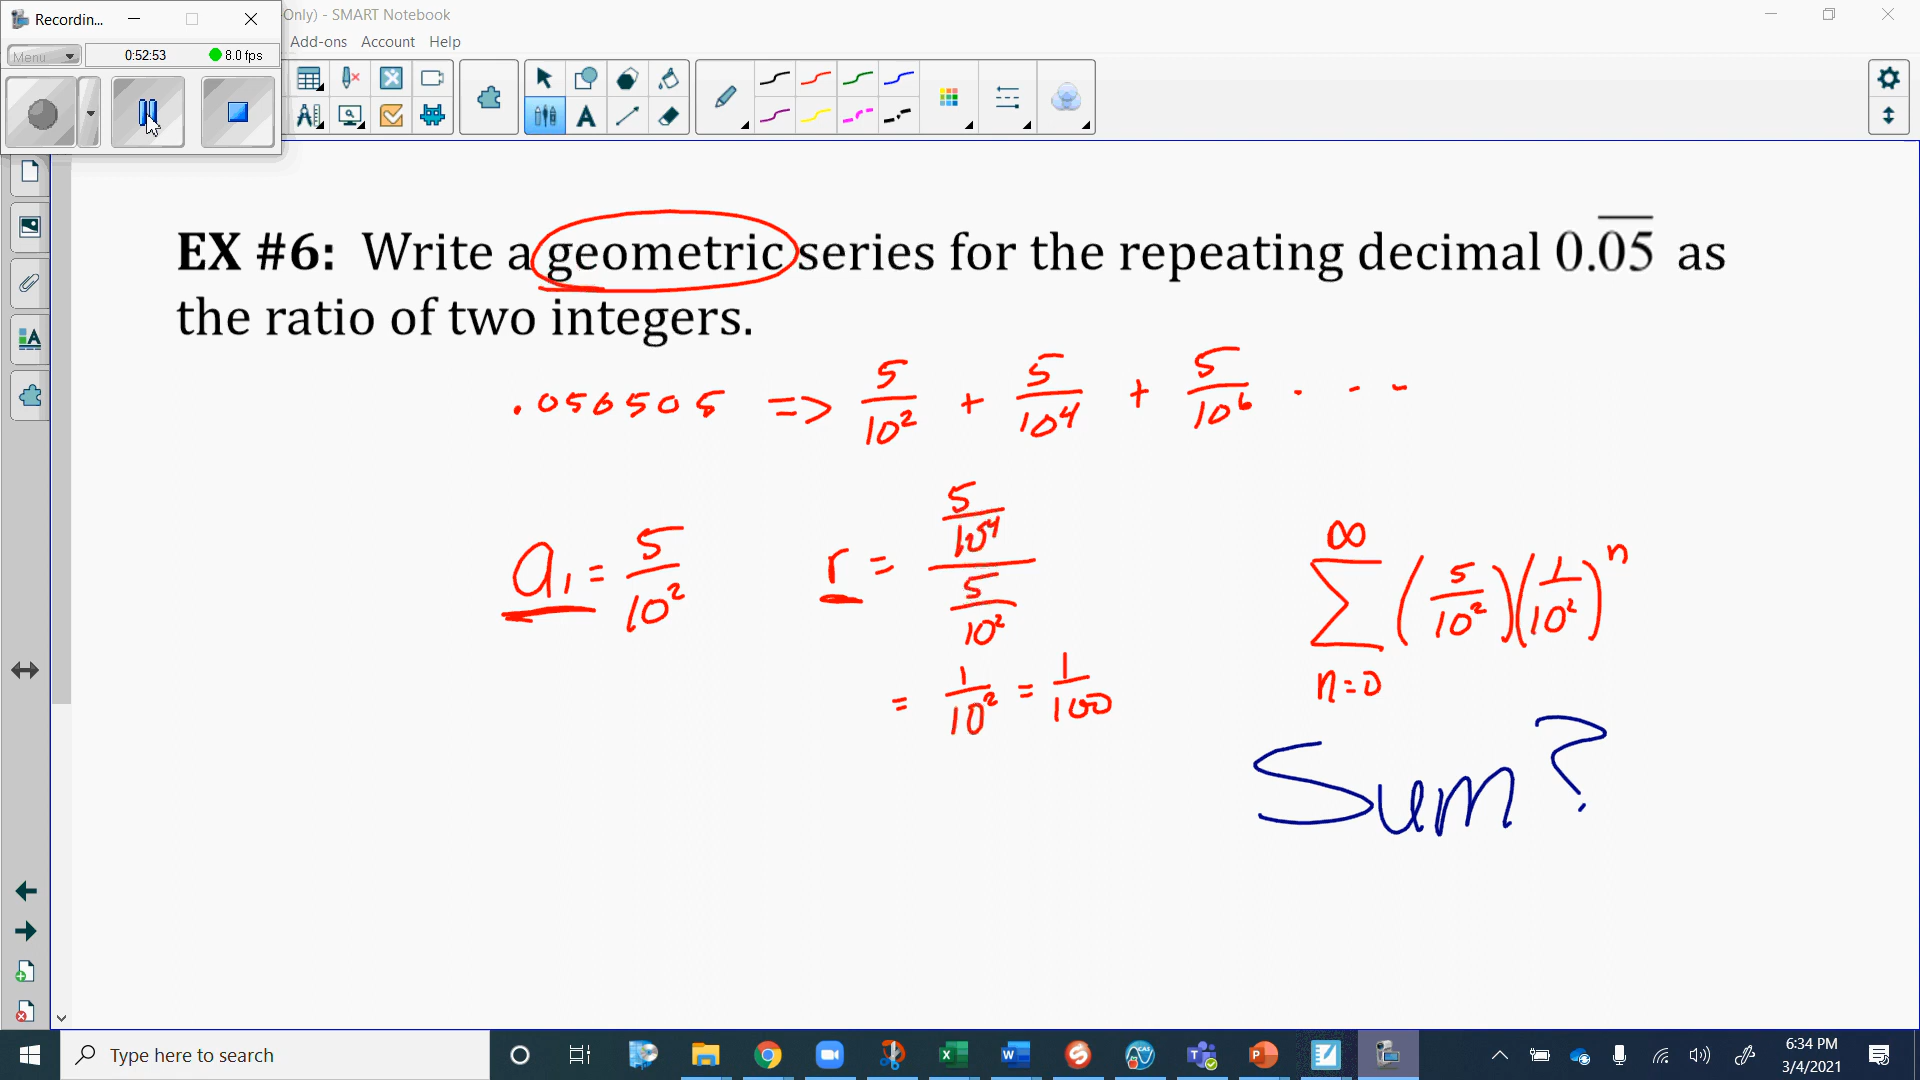 Recordin...
Only) - SMART Notebook
Menu
0:52:53
8.0 fps
Add-ons Account Help
EX #6: Write a geometric series for the repeating decimal 0.\overline{05} as
the ratio of two integers.
.050505 => 5/10² + 5/10⁴ + 5/10⁶ . - -
a₁ = 5/10²
r = (5/10⁴)/(5/10²)
= 1/10² = 1/100
∞ ∑ n=0 (5/10²)(1/10²)ⁿ
Sum?
Type here to search
6:34 PM
3/4/2021